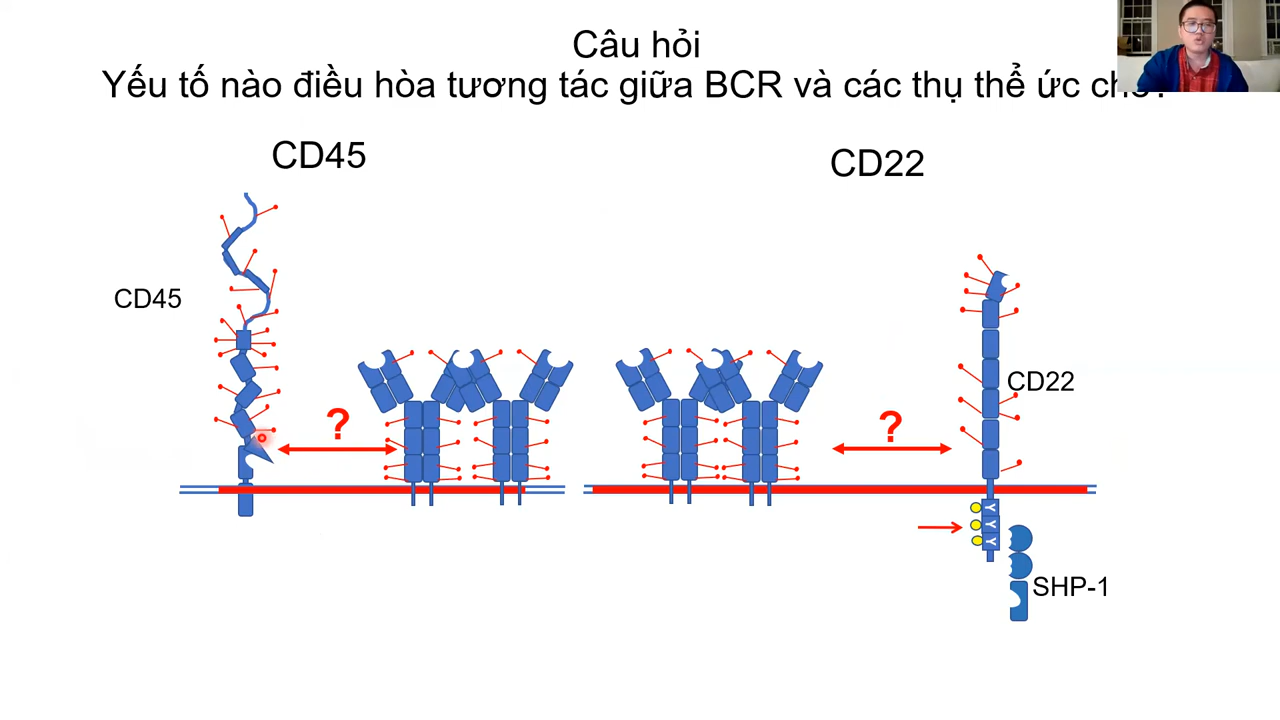 Câu hỏi
Yếu tố nào điều hòa tương tác giữa BCR và các thụ thể ức
CD45
CD22
CD45
?
?
CD22
Y
Y
Y
SHP-1